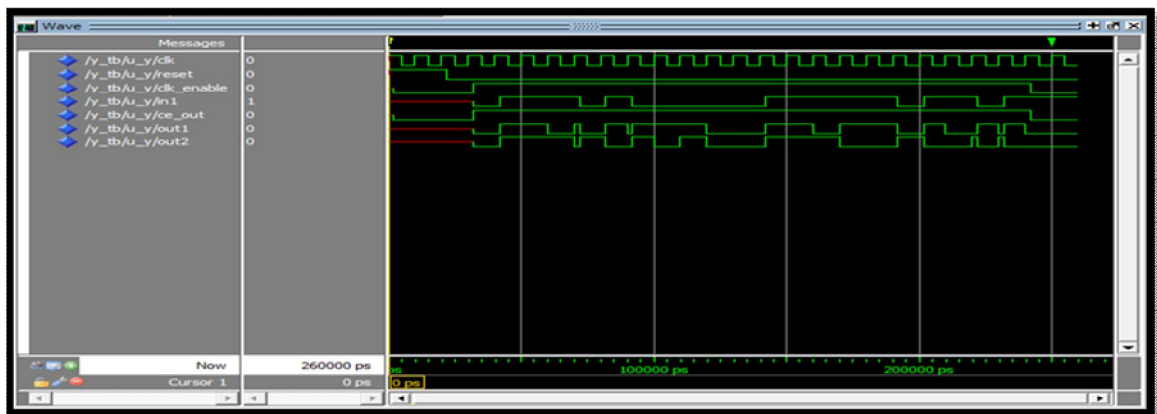 Wave
Messages
/y_tb/u_y/clk 0
/y_tb/u_y/reset 0
/y_tb/u_y/clk_enable 0
/y_tb/u_y/in1 1
/y_tb/u_y/ce_out 0
/y_tb/u_y/out1 0
/y_tb/u_y/out2 0
Now 260000 ps ps 100000 ps 200000 ps
Cursor 1 0 ps 0 ps